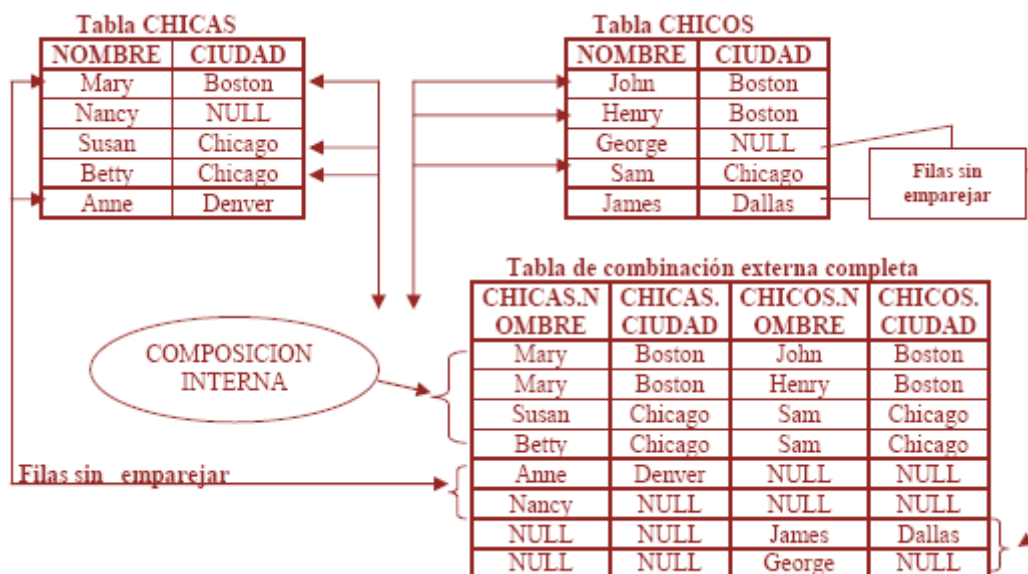 Tabla CHICAS
NOMBRE CIUDAD
Mary Boston
Nancy NULL
Susan Chicago
Betty Chicago
Anne Denver
Tabla CHICOS
NOMBRE CIUDAD
John Boston
Henry Boston
George NULL
Sam Chicago
James Dallas
Filas sin
emparejar
COMPOSICION
INTERNA
Filas sin emparejar
Tabla de combinación externa completa
CHICAS.N CHICAS. CHICOS.N CHICOS.
OMBRE CIUDAD OMBRE CIUDAD
Mary Boston John Boston
Mary Boston Henry Boston
Susan Chicago Sam Chicago
Betty Chicago Sam Chicago
Anne Denver NULL NULL
Nancy NULL NULL NULL
NULL NULL James Dallas
NULL NULL George NULL